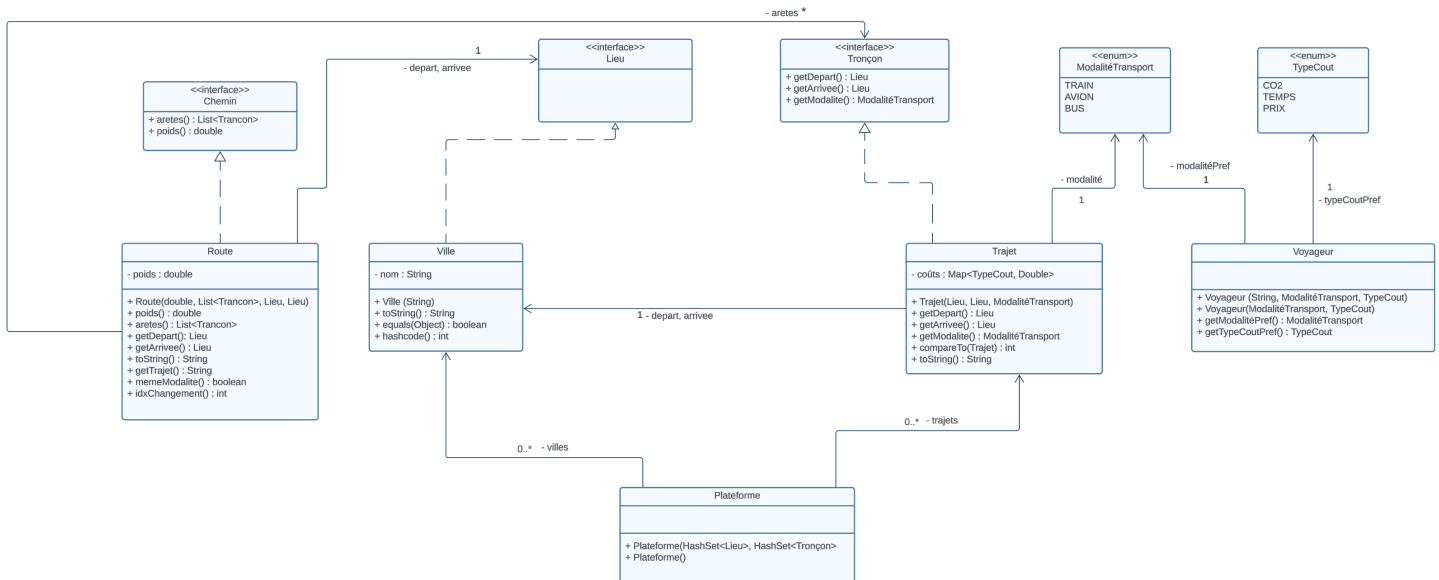 - aretes *
<<interface>>
Lieu
<<interface>>
Tronçon
+ getDepart() : Lieu
+ getArrivee() : Lieu
+ getModalite() : ModalitéTransport
<<enum>>
ModalitéTransport
TRAIN
AVION
BUS
<<enum>>
TypeCout
CO2
TEMPS
PRIX
1
- depart, arrivee
<<interface>>
Chemin
+ aretes() : List<Trancon>
+ poids() : double
- modalité
1
- modalitéPref
1
1
- typeCoutPref
Route
- poids : double
+ Route(double, List<Trancon>, Lieu, Lieu)
+ poids() : double
+ aretes() : List<Trancon>
+ getDepart(): Lieu
+ getArrivee() : Lieu
+ toString() : String
+ getTrajet() : String
+ memeModalite() : boolean
+ idxChangement() : int
Ville
- nom : String
+ Ville (String)
+ toString() : String
+ equals(Object) : boolean
+ hashcode() : int
1 - depart, arrivee
Trajet
- coûts : Map<TypeCout, Double>
+ Trajet(Lieu, Lieu, ModalitéTransport)
+ getDepart() : Lieu
+ getArrivee() : Lieu
+ getModalite() : ModalitéTransport
+ compareTo(Trajet) : int
+ toString() : String
Voyageur
+ Voyageur (String, ModalitéTransport, TypeCout)
+ Voyageur(ModalitéTransport, TypeCout)
+ getModalitéPref() : ModalitéTransport
+ getTypeCoutPref() : TypeCout
0..* - villes
0..* - trajets
Plateforme
+ Plateforme(HashSet<Lieu>, HashSet<Tronçon>
+ Plateforme()